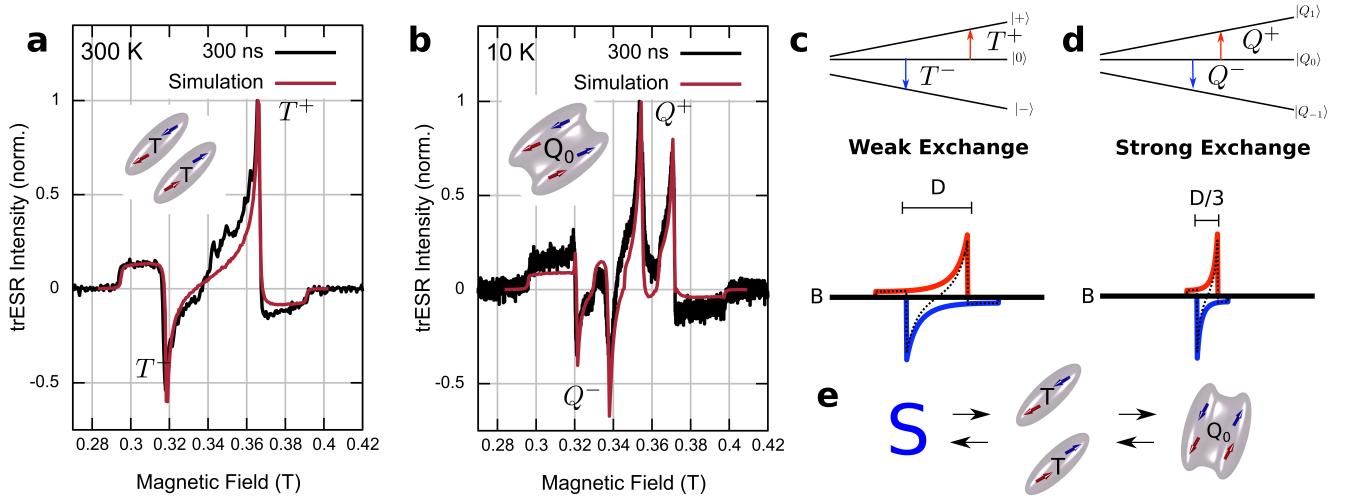 a
300 K
300 ns
Simulation
T⁺
T
T
T⁻
trESR Intensity (norm.)
1
0.5
0
-0.5
0.28 0.3 0.32 0.34 0.36 0.38 0.4 0.42
Magnetic Field (T)
b
10 K
300 ns
Simulation
Q⁺
Q₀
Q⁻
trESR Intensity (norm.)
1
0.5
0
-0.5
0.3 0.32 0.34 0.36 0.38 0.4 0.42
Magnetic Field (T)
c
|+⟩
T⁺
|0⟩
T⁻
|−⟩
Weak Exchange
D
B
d
|Q₁⟩
Q⁺
|Q₀⟩
Q⁻
|Q₋₁⟩
Strong Exchange
D/3
B
e
S
T
T
Q₀